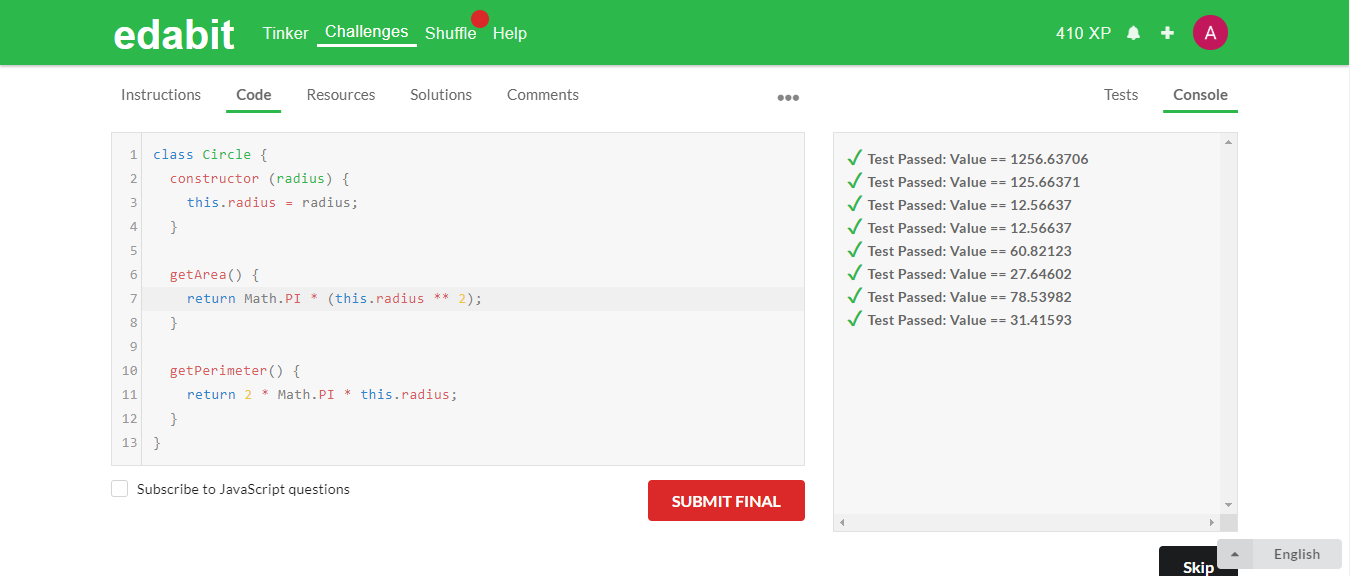 edabit Tinker Challenges Shuffle Help 410 XP A
Instructions Code Resources Solutions Comments Tests Console
1 class Circle {
2 constructor (radius) {
3 this.radius = radius;
4 }
5
6 getArea() {
7 return Math.PI * (this.radius ** 2);
8 }
9
10 getPerimeter() {
11 return 2 * Math.PI * this.radius;
12 }
13 }
Test Passed: Value == 1256.63706
Test Passed: Value == 125.66371
Test Passed: Value == 12.56637
Test Passed: Value == 12.56637
Test Passed: Value == 60.82123
Test Passed: Value == 27.64602
Test Passed: Value == 78.53982
Test Passed: Value == 31.41593
Subscribe to JavaScript questions
SUBMIT FINAL
Skip
English